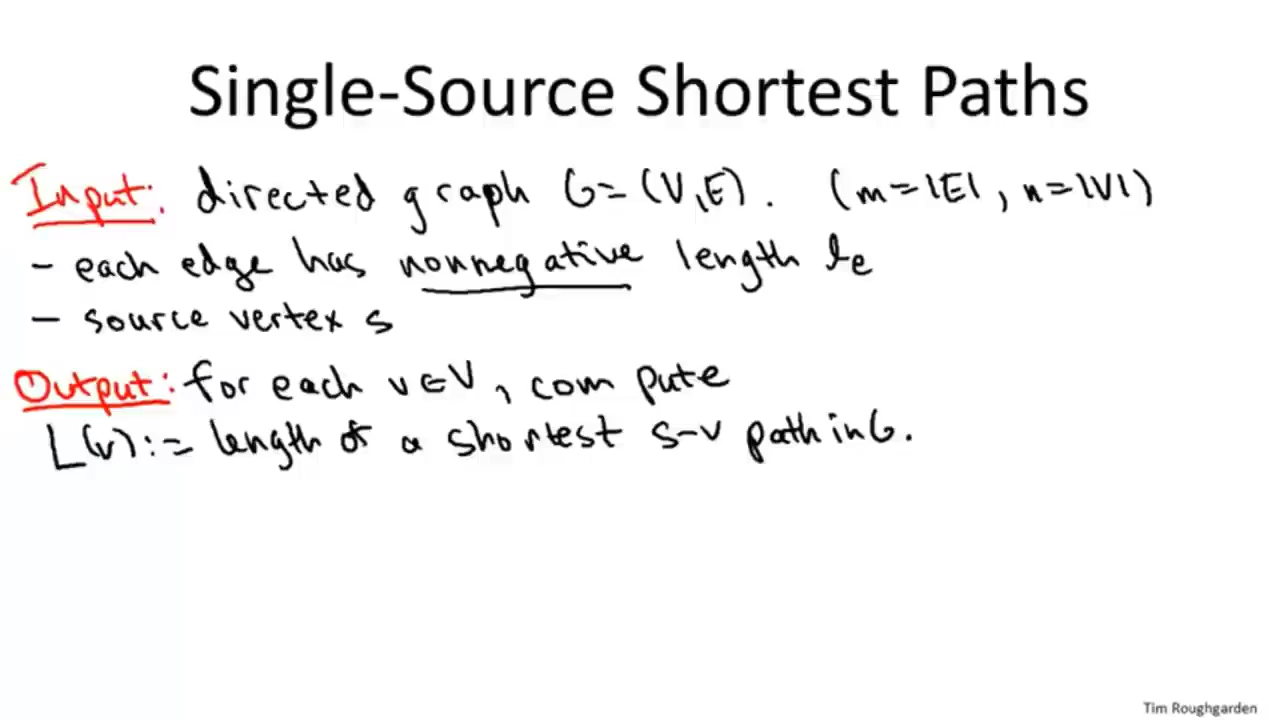 Single-Source Shortest Paths
Input: directed graph G=(V,E). (m=|E|, n=|V|)
- each edge has nonnegative length le
- source vertex s
Output: for each v∈V, compute
L(v):= length of a shortest s-v path in G.
Tim Roughgarden